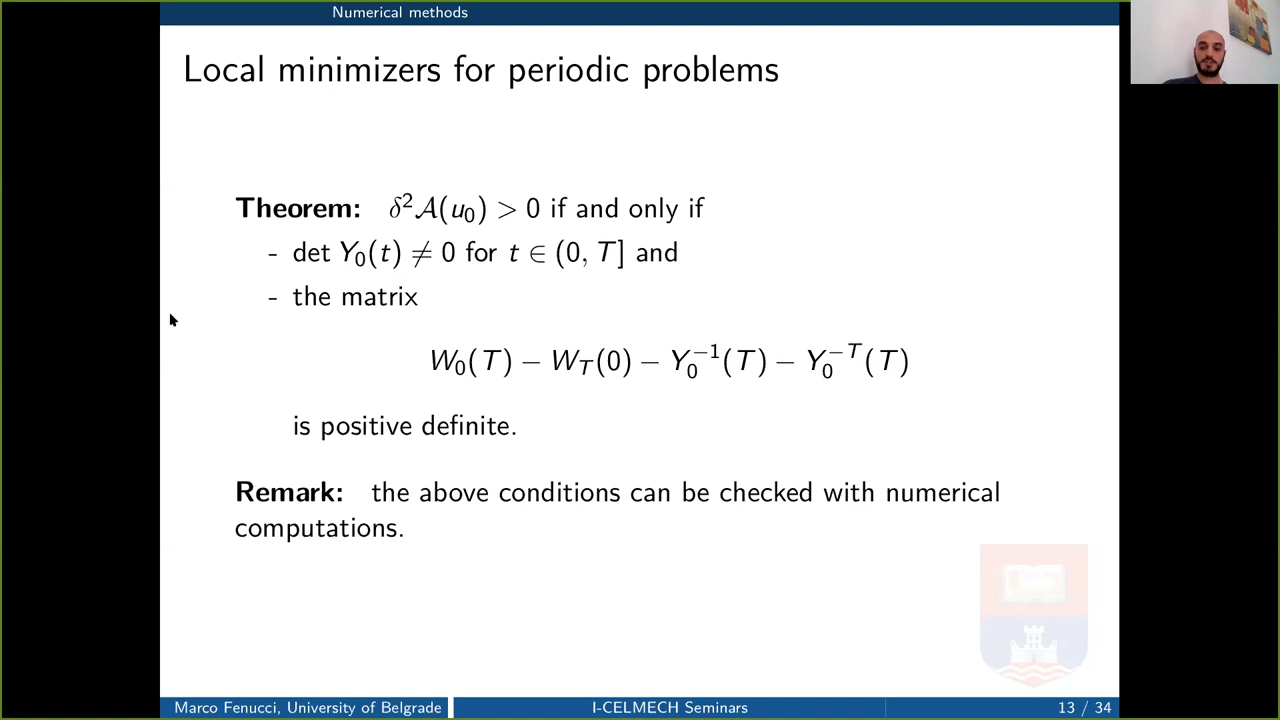 Numerical methods
Local minimizers for periodic problems
Theorem: δ²𝒜(u₀) > 0 if and only if
- det Y₀(t) ≠ 0 for t ∈ (0, T] and
- the matrix
W₀(T) − W_T(0) − Y₀⁻¹(T) − Y₀^{−T}(T)
is positive definite.
Remark: the above conditions can be checked with numerical
computations.
Marco Fenucci, University of Belgrade I-CELMECH Seminars 13 / 34